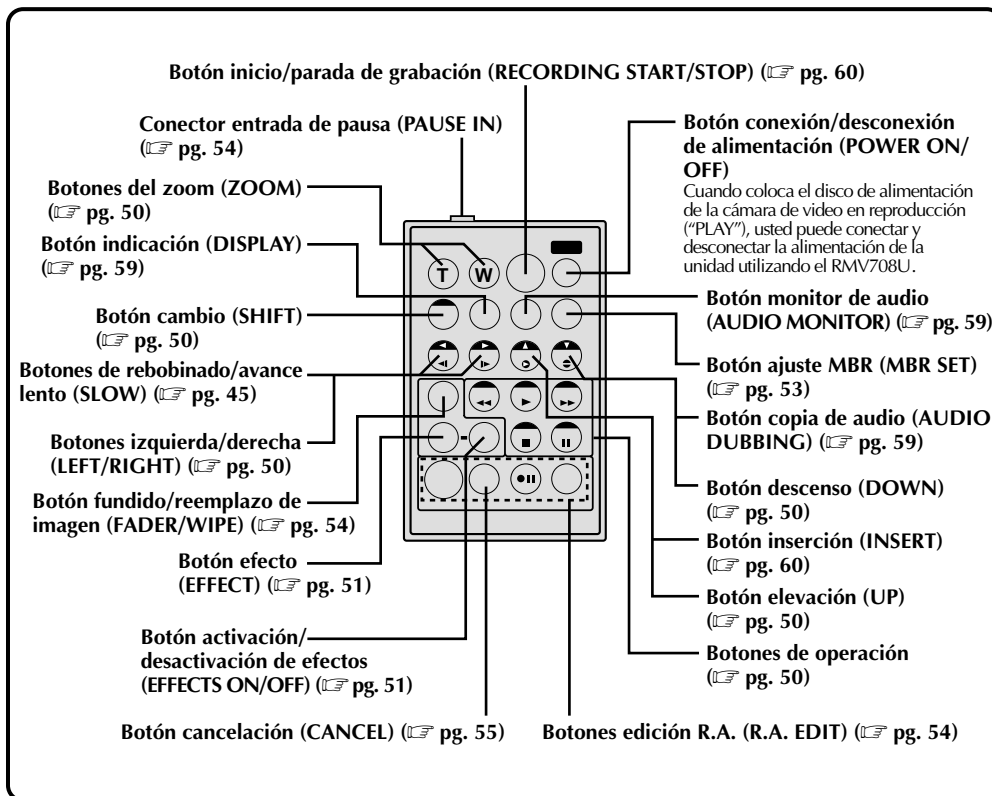 Botón inicio/parada de grabación (RECORDING START/STOP) (☞ pg. 60)
Conector entrada de pausa (PAUSE IN)
(☞ pg. 54)
Botones del zoom (ZOOM)
(☞ pg. 50)
Botón indicación (DISPLAY)
(☞ pg. 59)
Botón cambio (SHIFT)
(☞ pg. 50)
Botones de rebobinado/avance
lento (SLOW) (☞ pg. 45)
Botones izquierda/derecha
(LEFT/RIGHT) (☞ pg. 50)
Botón fundido/reemplazo de
imagen (FADER/WIPE) (☞ pg. 54)
Botón efecto
(EFFECT) (☞ pg. 51)
Botón activación/
desactivación de efectos
(EFFECTS ON/OFF) (☞ pg. 51)
Botón cancelación (CANCEL) (☞ pg. 55)
T W
Botón conexión/desconexión
de alimentación (POWER ON/
OFF)
Cuando coloca el disco de alimentación
de la cámara de video en reproducción
("PLAY"), usted puede conectar y
desconectar la alimentación de la
unidad utilizando el RMV708U.
Botón monitor de audio
(AUDIO MONITOR) (☞ pg. 59)
Botón ajuste MBR (MBR SET)
(☞ pg. 53)
Botón copia de audio (AUDIO
DUBBING) (☞ pg. 59)
Botón descenso (DOWN)
(☞ pg. 50)
Botón inserción (INSERT)
(☞ pg. 60)
Botón elevación (UP)
(☞ pg. 50)
Botones de operación
(☞ pg. 50)
Botones edición R.A. (R.A. EDIT) (☞ pg. 54)